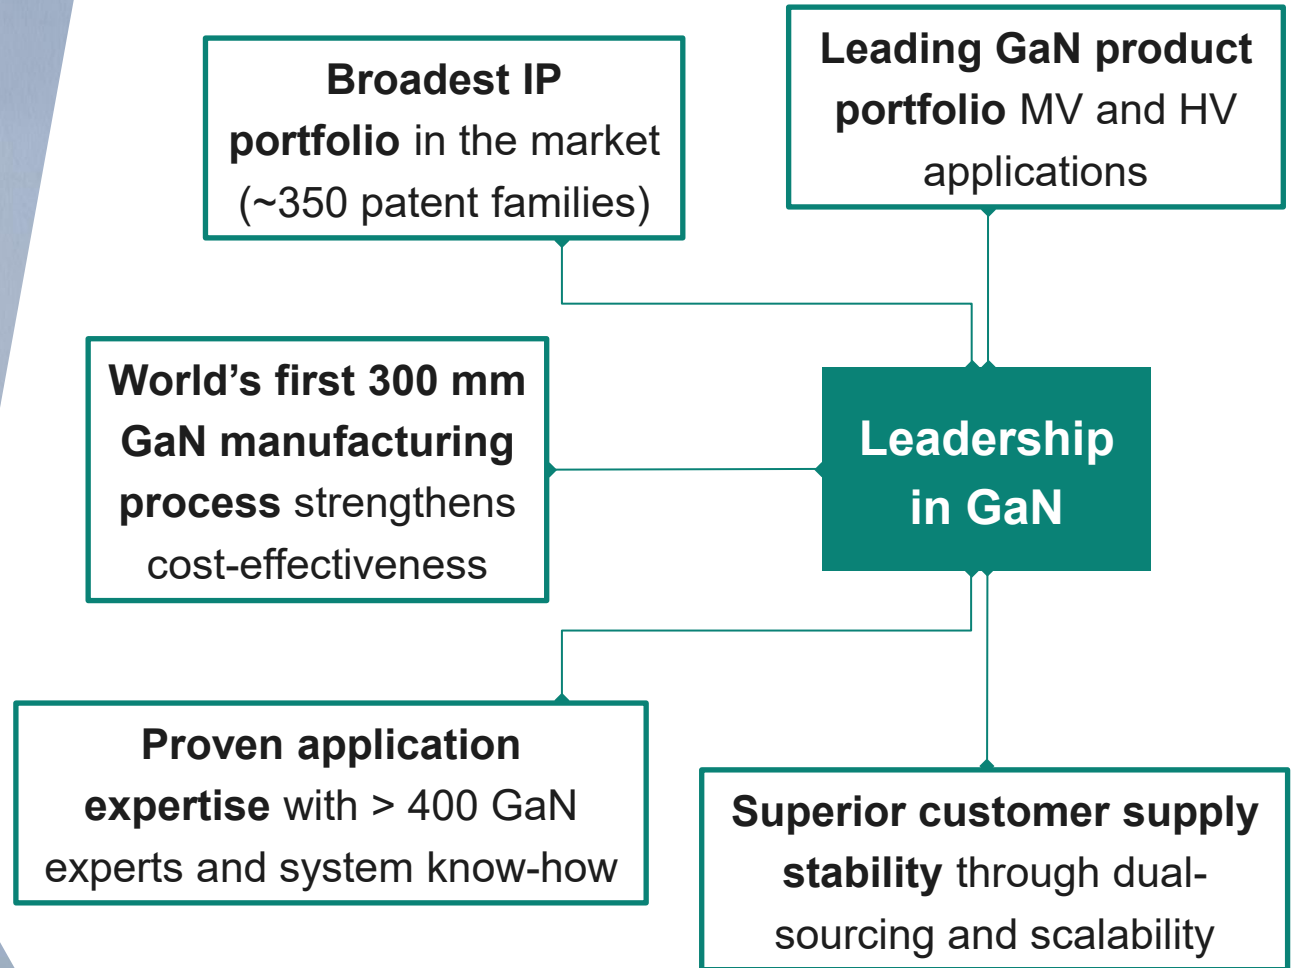 Broadest IP
portfolio in the market
(~350 patent families)
Leading GaN product
portfolio MV and HV
applications
World’s first 300 mm
GaN manufacturing
process strengthens
cost-effectiveness
Leadership
in GaN
Proven application
expertise with > 400 GaN
experts and system know-how
Superior customer supply
stability through dual-
sourcing and scalability